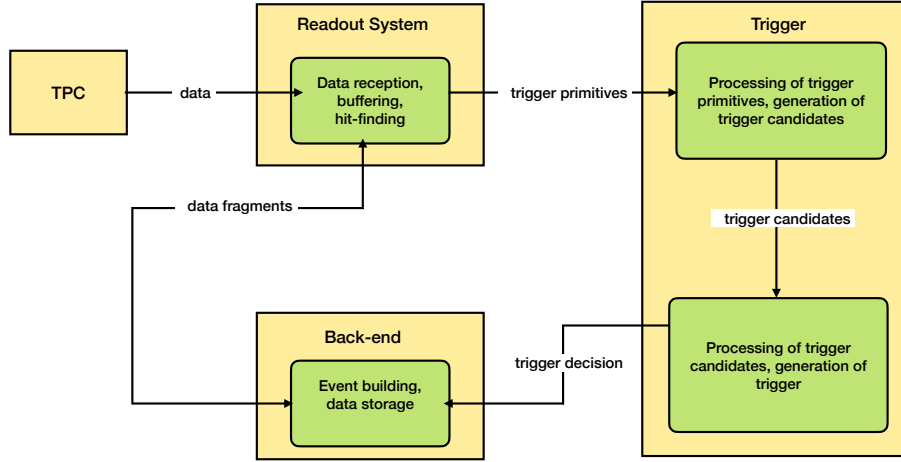 Readout System
Trigger
TPC
data
Data reception,
buffering,
hit-finding
trigger primitives
Processing of trigger
primitives, generation of
trigger candidates
data fragments
trigger candidates
Back-end
Event building,
data storage
trigger decision
Processing of trigger
candidates, generation of
trigger